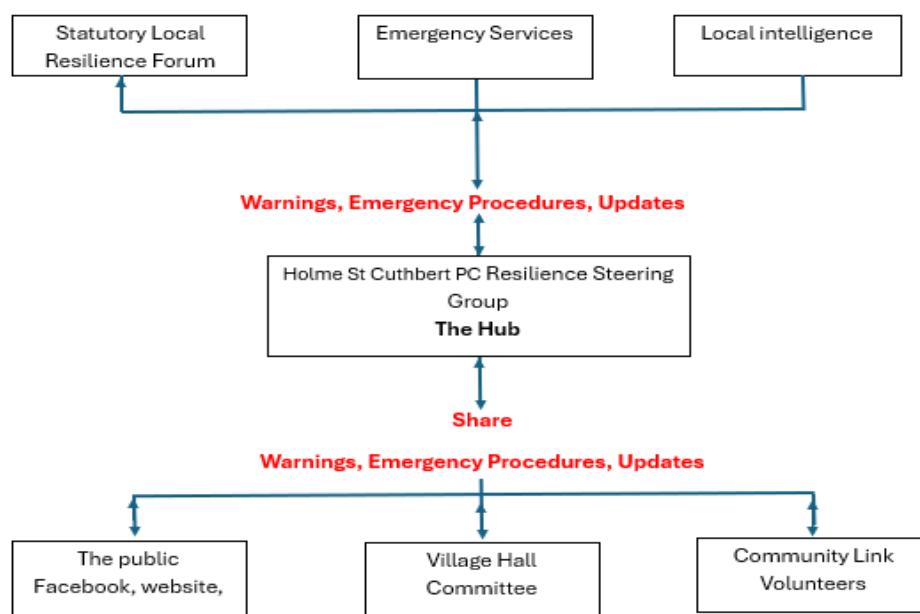 Statutory Local
Resilience Forum
Emergency Services
Local intelligence
Warnings, Emergency Procedures, Updates
Holme St Cuthbert PC Resilience Steering
Group
The Hub
Share
Warnings, Emergency Procedures, Updates
The public
Facebook, website,
Village Hall
Committee
Community Link
Volunteers